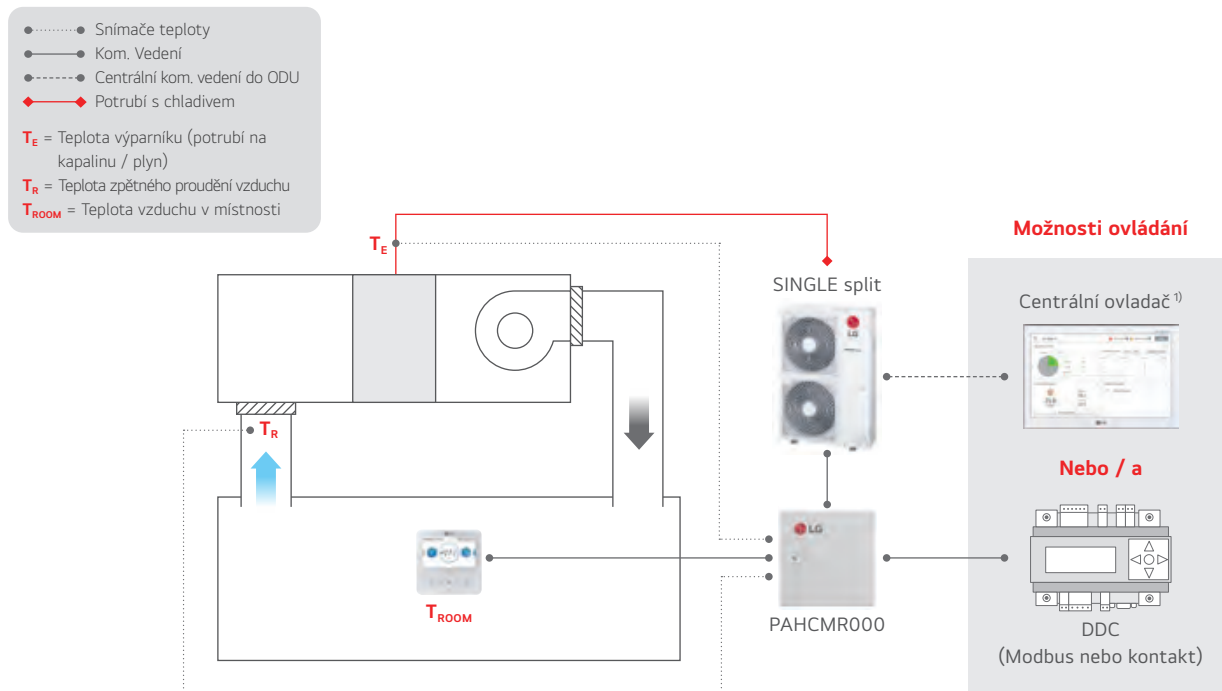 Snímače teploty
Kom. Vedení
Centrální kom. vedení do ODU
Potrubí s chladivem
TE = Teplota výparníku (potrubí na
kapalinu / plyn)
TR = Teplota zpětného proudění vzduchu
TROOM = Teplota vzduchu v místnosti
TE
Možnosti ovládání
SINGLE split
Centrální ovladač 1)
LG
TR
Nebo / a
LG
TROOM
PAHCMR000
DDC
(Modbus nebo kontakt)